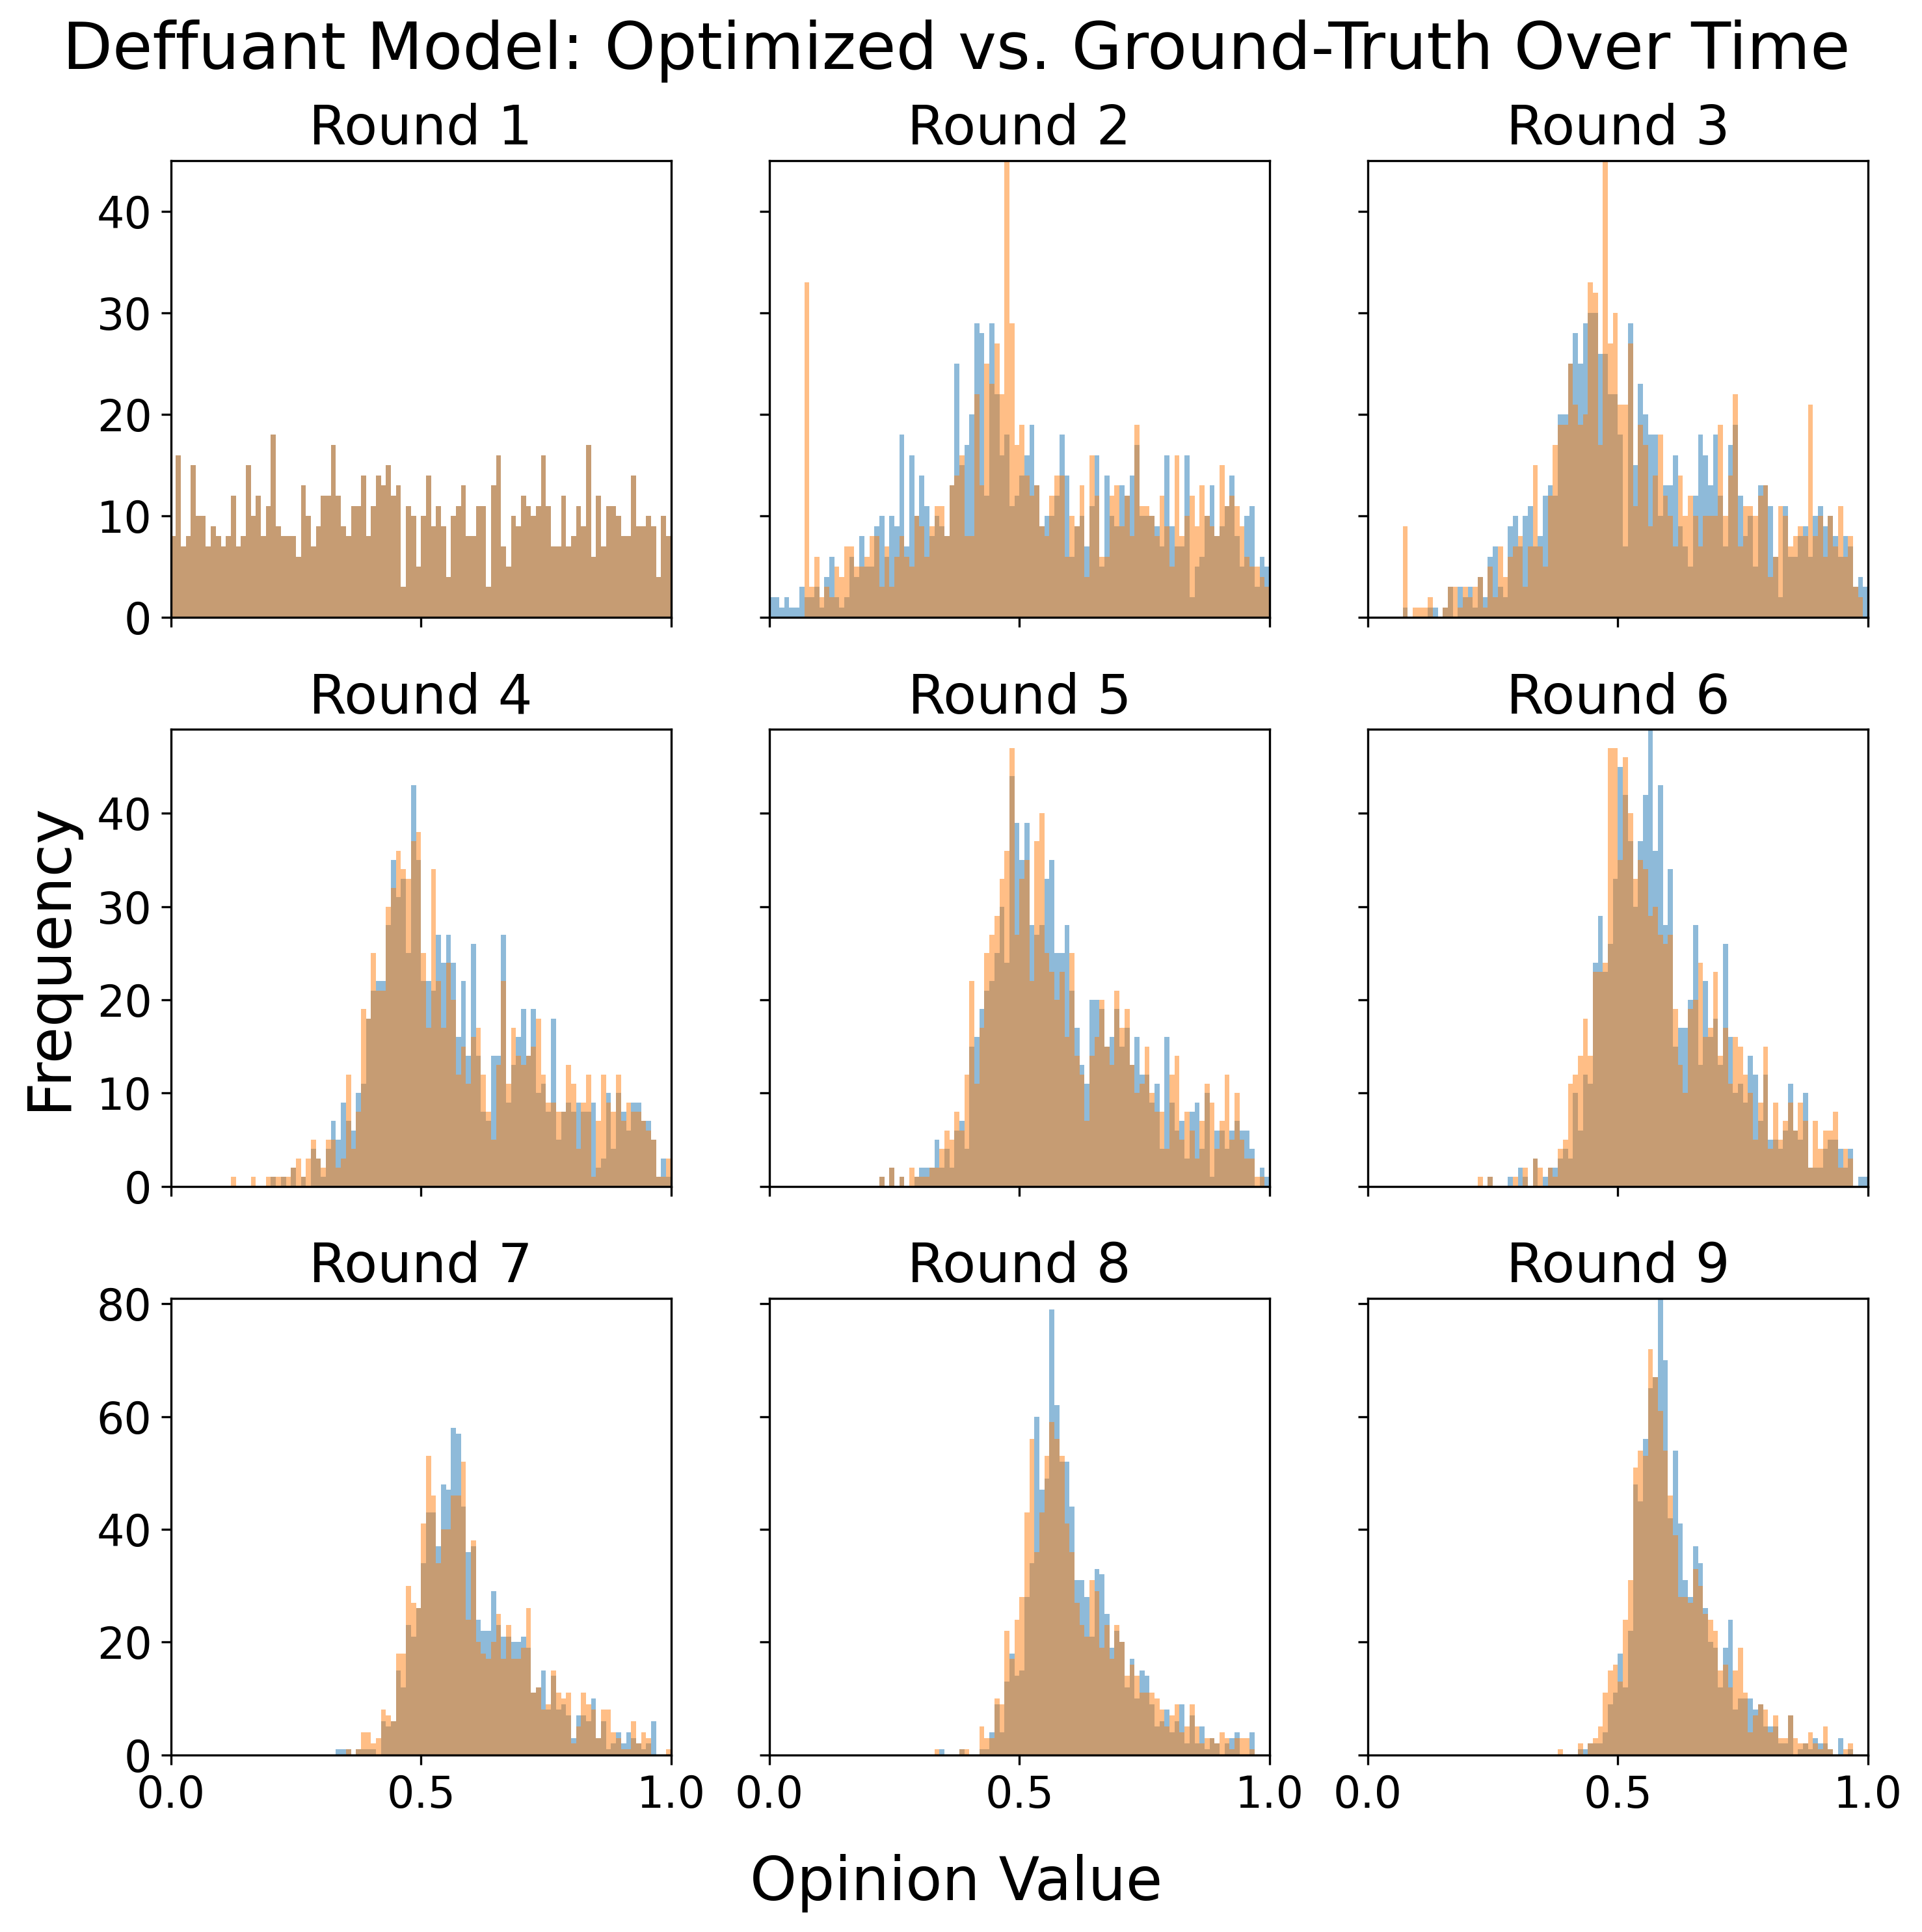 Deffuant Model: Optimized vs. Ground-Truth Over Time
Round 1
Round 2
Round 3
40
30
20
10
0
Round 4
Round 5
Round 6
40
30
20
10
0
Frequency
Round 7
Round 8
Round 9
80
60
40
20
0
0.0 0.5 1.0
0.0 0.5 1.0
0.0 0.5 1.0
Opinion Value